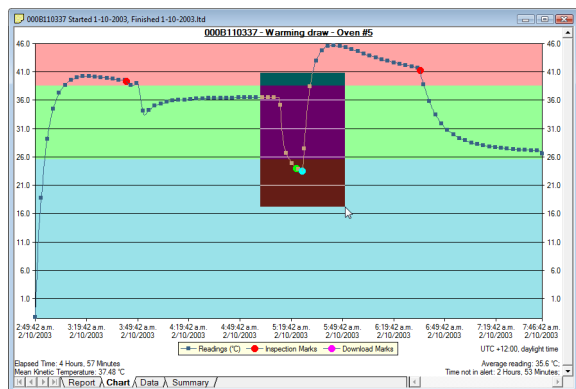 000B110337 Started 1-10-2003, Finished 1-10-2003.ltd
000B110337 - Warming draw - Oven #5
46.0 46.0
41.0 41.0
36.0 36.0
31.0 31.0
26.0 26.0
21.0 21.0
16.0 16.0
11.0 11.0
6.0 6.0
1.0 1.0
2:49:42 a.m. 3:19:42 a.m. 3:49:42 a.m. 4:19:42 a.m. 4:49:42 a.m. 5:19:42 a.m. 5:49:42 a.m. 6:19:42 a.m. 6:49:42 a.m. 7:19:42 a.m. 7:46:42 a.m.
2/10/2003 2/10/2003 2/10/2003 2/10/2003 2/10/2003 2/10/2003 2/10/2003 2/10/2003 2/10/2003 2/10/2003 2/10/2003
Readings (°C) Inspection Marks Download Marks UTC +12:00, daylight time
Elapsed Time: 4 Hours, 57 Minutes Average reading: 35.6 °C;
Mean Kinetic Temperature: 37.48 °C Time not in alert: 2 Hours, 53 Minutes:
Report Chart Data Summary